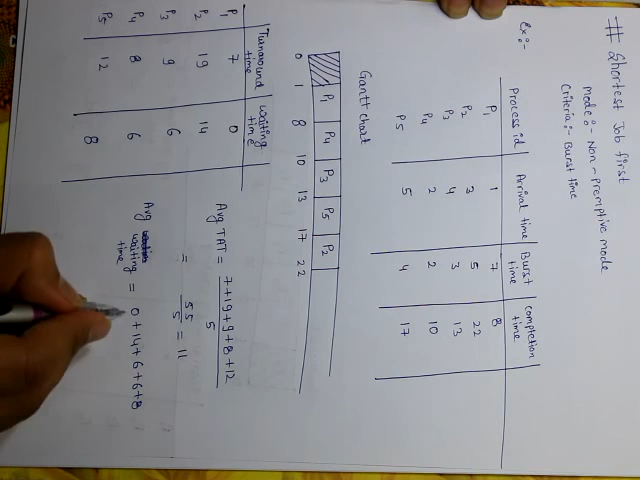 # Shortest Job first
Mode:- Non-Premptive mode
Criteria:- Burst time
Ex:-
Process id Arrival time Burst time completion time
P1 1 7 8
P2 3 5 22
P3 4 3 13
P4 2 2 10
P5 5 4 17
Gantt chart
P1 P4 P3 P5 P2
0 1 8 10 13 17 22
Turnaround time waiting time
P1 7 0
P2 19 14
P3 9 6
P4 8 6
P5 12 8
Avg TAT = 7+19+9+8+12
5
= 55
5 = 11
Avg waiting time = 0+14+6+6+8